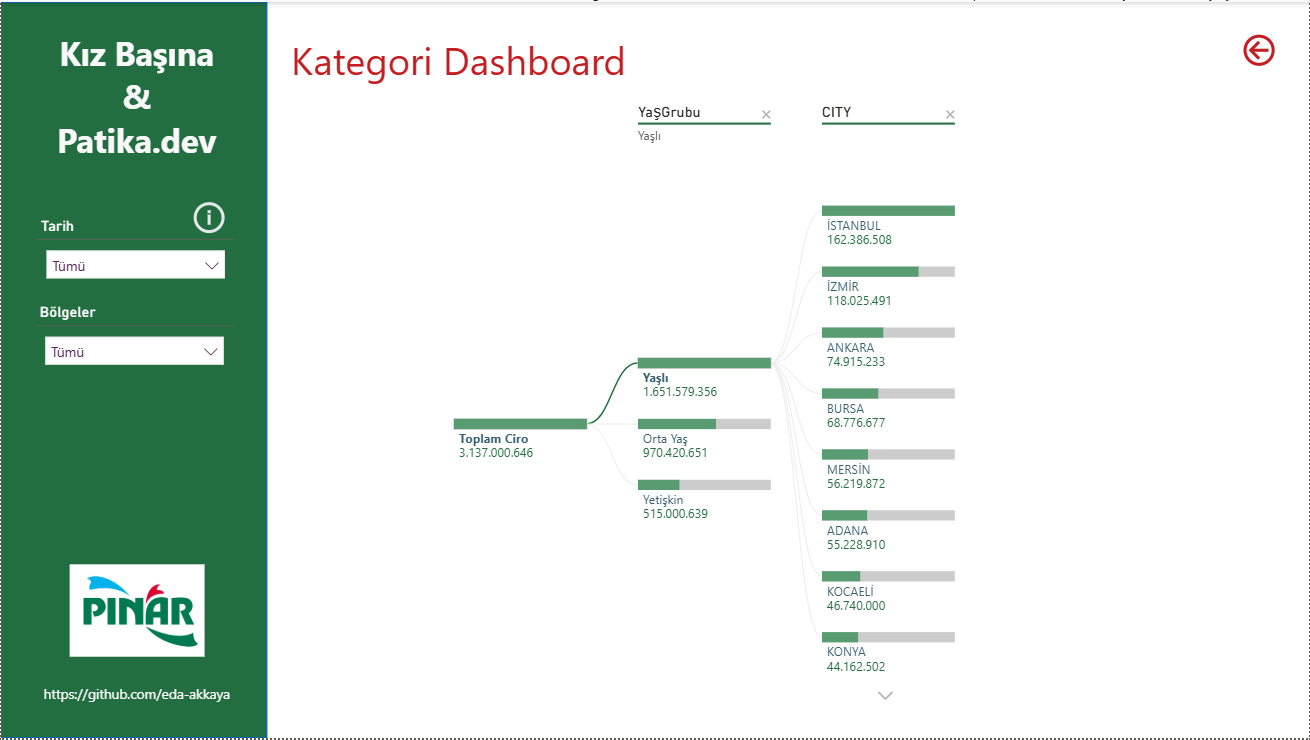 Kız Başına
&
Patika.dev
Tarih
Tümü
Bölgeler
Tümü
PINAR
https://github.com/eda-akkaya
Kategori Dashboard
YaşGrubu
Yaşlı
CITY
Toplam Ciro
3.137.000.646
Yaşlı
1.651.579.356
Orta Yaş
970.420.651
Yetişkin
515.000.639
İSTANBUL
162.386.508
İZMİR
118.025.491
ANKARA
74.915.233
BURSA
68.776.677
MERSİN
56.219.872
ADANA
55.228.910
KOCAELİ
46.740.000
KONYA
44.162.502